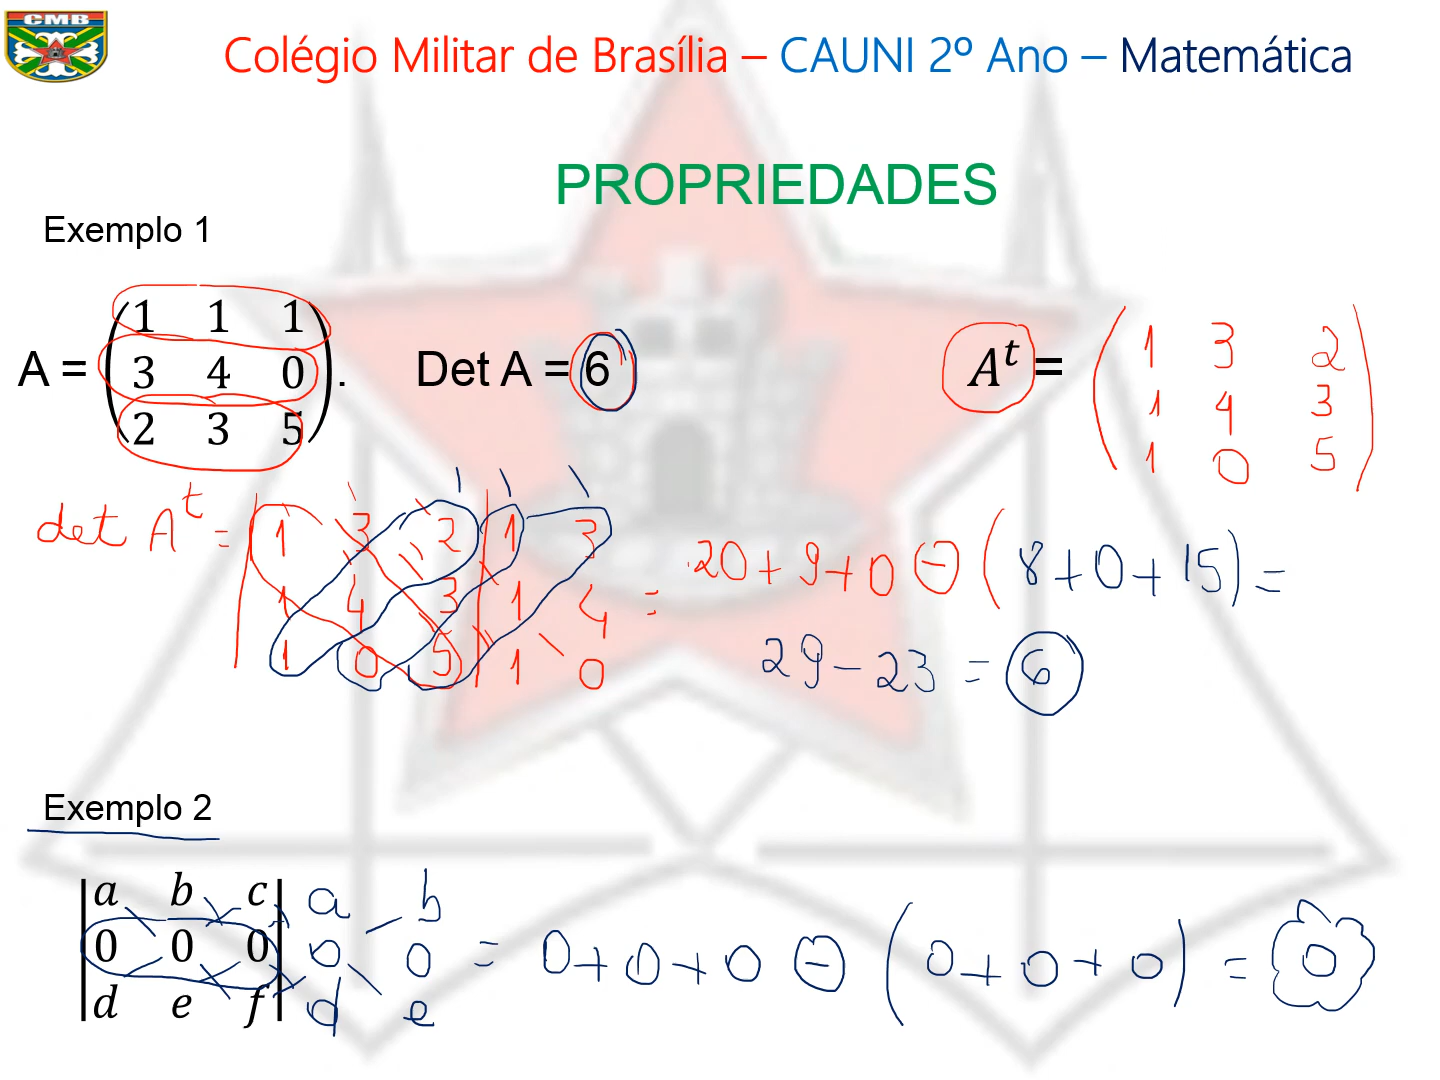 CMB
Colégio Militar de Brasília – CAUNI 2º Ano – Matemática
PROPRIEDADES
Exemplo 1
1 1 1
A = 3 4 0 . Det A = 6 Aᵗ =
2 3 5
1 3 2
1 4 3
1 0 5
det Aᵗ =
1 3 2 1 3
1 4 3 1 4
1 0 5 1 0
= 20 + 9 + 0 - ( 8 + 0 + 15 ) =
29 - 23 = 6
Exemplo 2
a b c a b
0 0 0 0 0 = 0 + 0 + 0 - ( 0 + 0 + 0 ) = 0
d e f d e